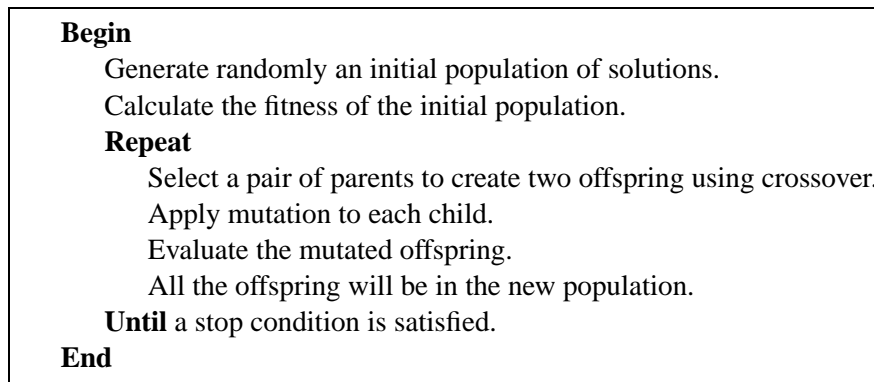 Begin
Generate randomly an initial population of solutions.
Calculate the fitness of the initial population.
Repeat
Select a pair of parents to create two offspring using crossover.
Apply mutation to each child.
Evaluate the mutated offspring.
All the offspring will be in the new population.
Until a stop condition is satisfied.
End